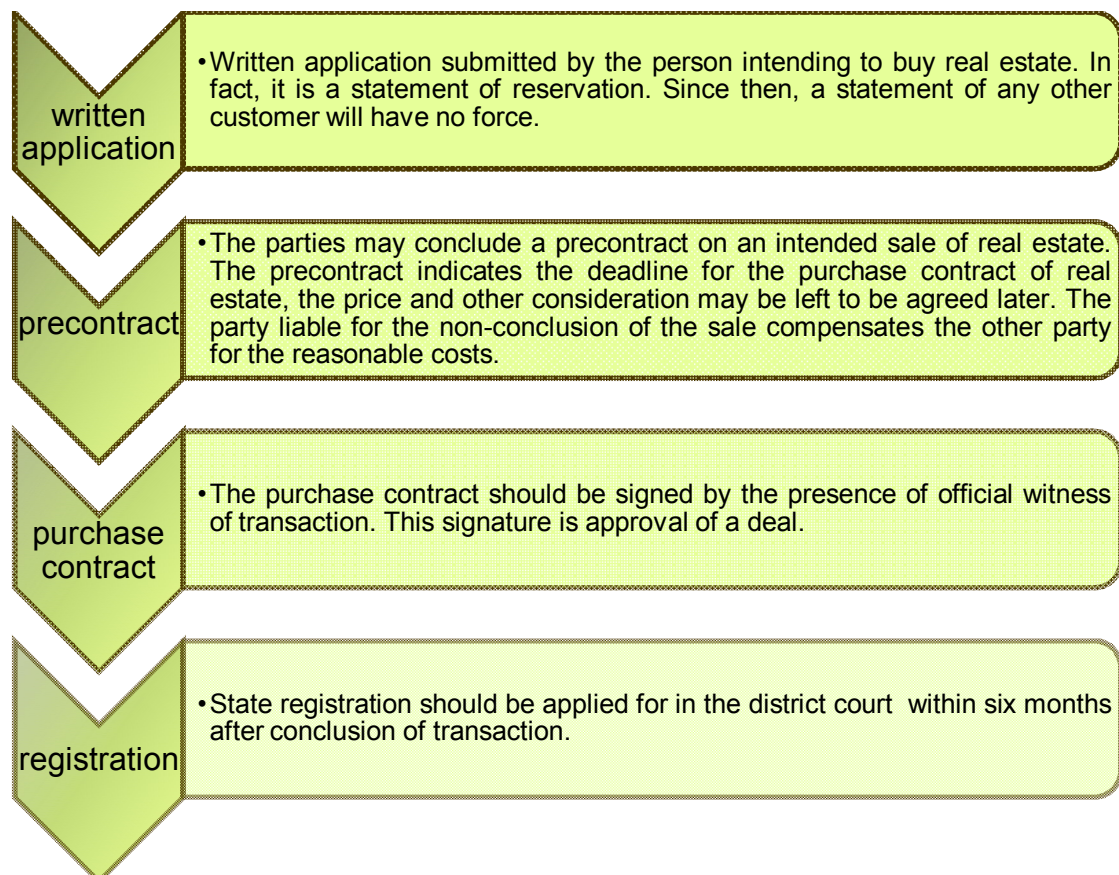 written
application
•Written application submitted by the person intending to buy real estate. In
fact, it is a statement of reservation. Since then, a statement of any other
customer will have no force.
precontract
•The parties may conclude a precontract on an intended sale of real estate.
The precontract indicates the deadline for the purchase contract of real
estate, the price and other consideration may be left to be agreed later. The
party liable for the non-conclusion of the sale compensates the other party
for the reasonable costs.
purchase
contract
•The purchase contract should be signed by the presence of official witness
of transaction. This signature is approval of a deal.
registration
•State registration should be applied for in the district court within six months
after conclusion of transaction.